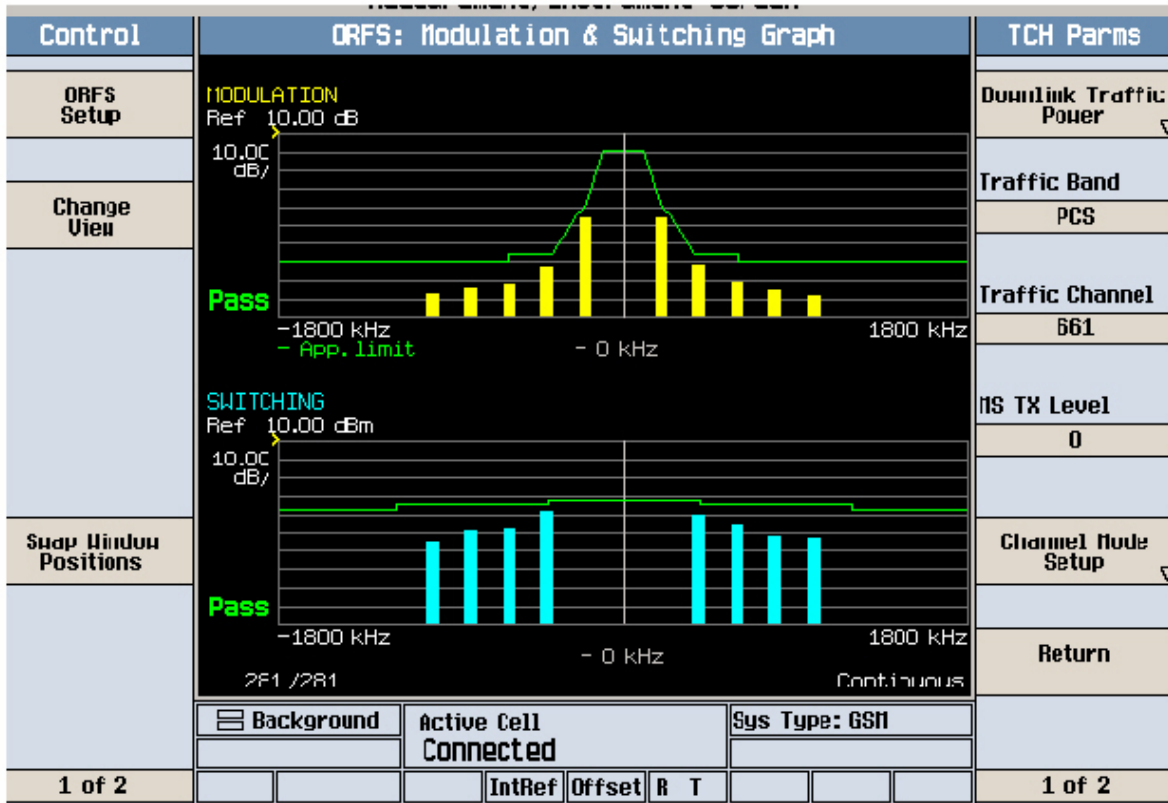 Control
ORFS: Modulation & Switching Graph
TCH Parms
ORFS
Setup
Change
View
Swap Window
Positions
1 of 2
MODULATION
Ref 10.00 dB
10.00
dB/
Pass
-1800 kHz
1800 kHz
- App.limit
- 0 kHz
SWITCHING
Ref 10.00 dBm
10.00
dB/
Pass
-1800 kHz
1800 kHz
- 0 kHz
281 /281
Continuous
Background
Active Cell
Connected
Sys Type: GSM
IntRef
Offset
R T
Downlink Traffic
Power
Traffic Band
PCS
Traffic Channel
661
MS TX Level
0
Channel Mode
Setup
Return
1 of 2